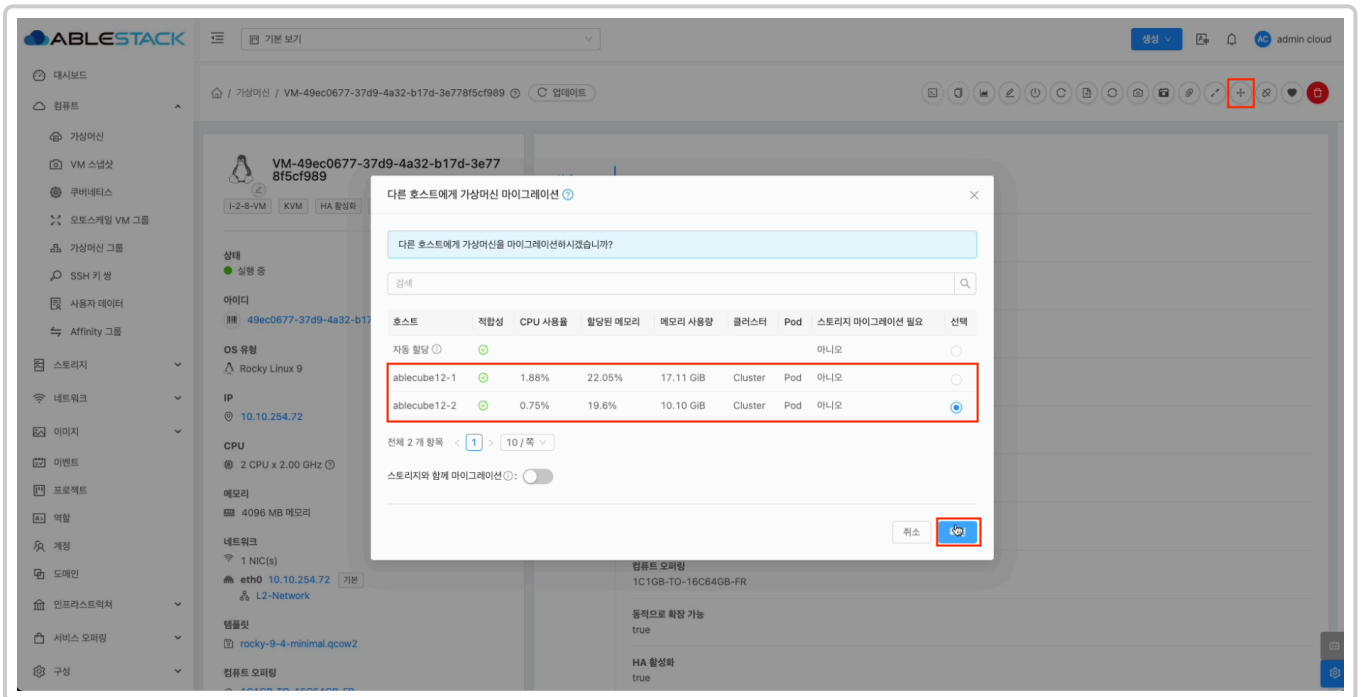 ABLESTACK
기본 보기
생성
AC admin cloud
대시보드
컴퓨트
가상머신
VM 스냅샷
쿠버네티스
오토스케일 VM 그룹
가상머신 그룹
SSH 키 쌍
사용자 데이터
Affinity 그룹
스토리지
네트워크
이미지
이벤트
프로젝트
역할
계정
도메인
인프라스트럭쳐
서비스 오퍼링
구성
/ 가상머신 / VM-49ec0677-37d9-4a32-b17d-3e778f5cf989
업데이트
VM-49ec0677-37d9-4a32-b17d-3e77
8f5cf989
i-2-8-VM KVM HA 활성화
상태
실행 중
아이디
49ec0677-37d9-4a32-b17
OS 유형
Rocky Linux 9
IP
10.10.254.72
CPU
2 CPU x 2.00 GHz
메모리
4096 MB 메모리
네트워크
1 NIC(s)
eth0 10.10.254.72 기본
L2-Network
템플릿
rocky-9-4-minimal.qcow2
컴퓨트 오퍼링
1C1GB-TO-16C64GB-FR
다른 호스트에게 가상머신 마이그레이션
다른 호스트에게 가상머신을 마이그레이션하시겠습니까?
검색
호스트 적합성 CPU 사용율 할당된 메모리 메모리 사용량 클러스터 Pod 스토리지 마이그레이션 필요 선택
자동 할당 아니오
ablecube12-1 1.88% 22.05% 17.11 GiB Cluster Pod 아니오
ablecube12-2 0.75% 19.6% 10.10 GiB Cluster Pod 아니오
전체 2 개 항목 < 1 > 10 / 쪽
스토리지와 함께 마이그레이션 :
취소
컴퓨트 오퍼링
1C1GB-TO-16C64GB-FR
동적으로 확장 가능
true
HA 활성화
true